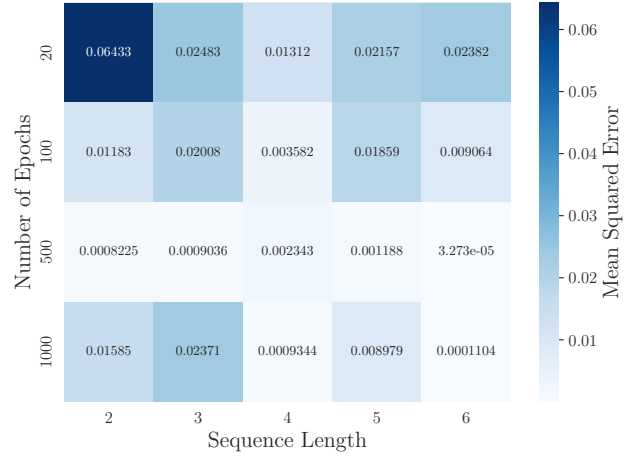 20 0.06433 0.02483 0.01312 0.02157 0.02382
100 0.01183 0.02008 0.003582 0.01859 0.009064
500 0.0008225 0.0009036 0.002343 0.001188 3.273e-05
1000 0.01585 0.02371 0.0009344 0.008979 0.0001104
2 3 4 5 6
Sequence Length
Number of Epochs
0.06
0.05
0.04
0.03
0.02
0.01
Mean Squared Error